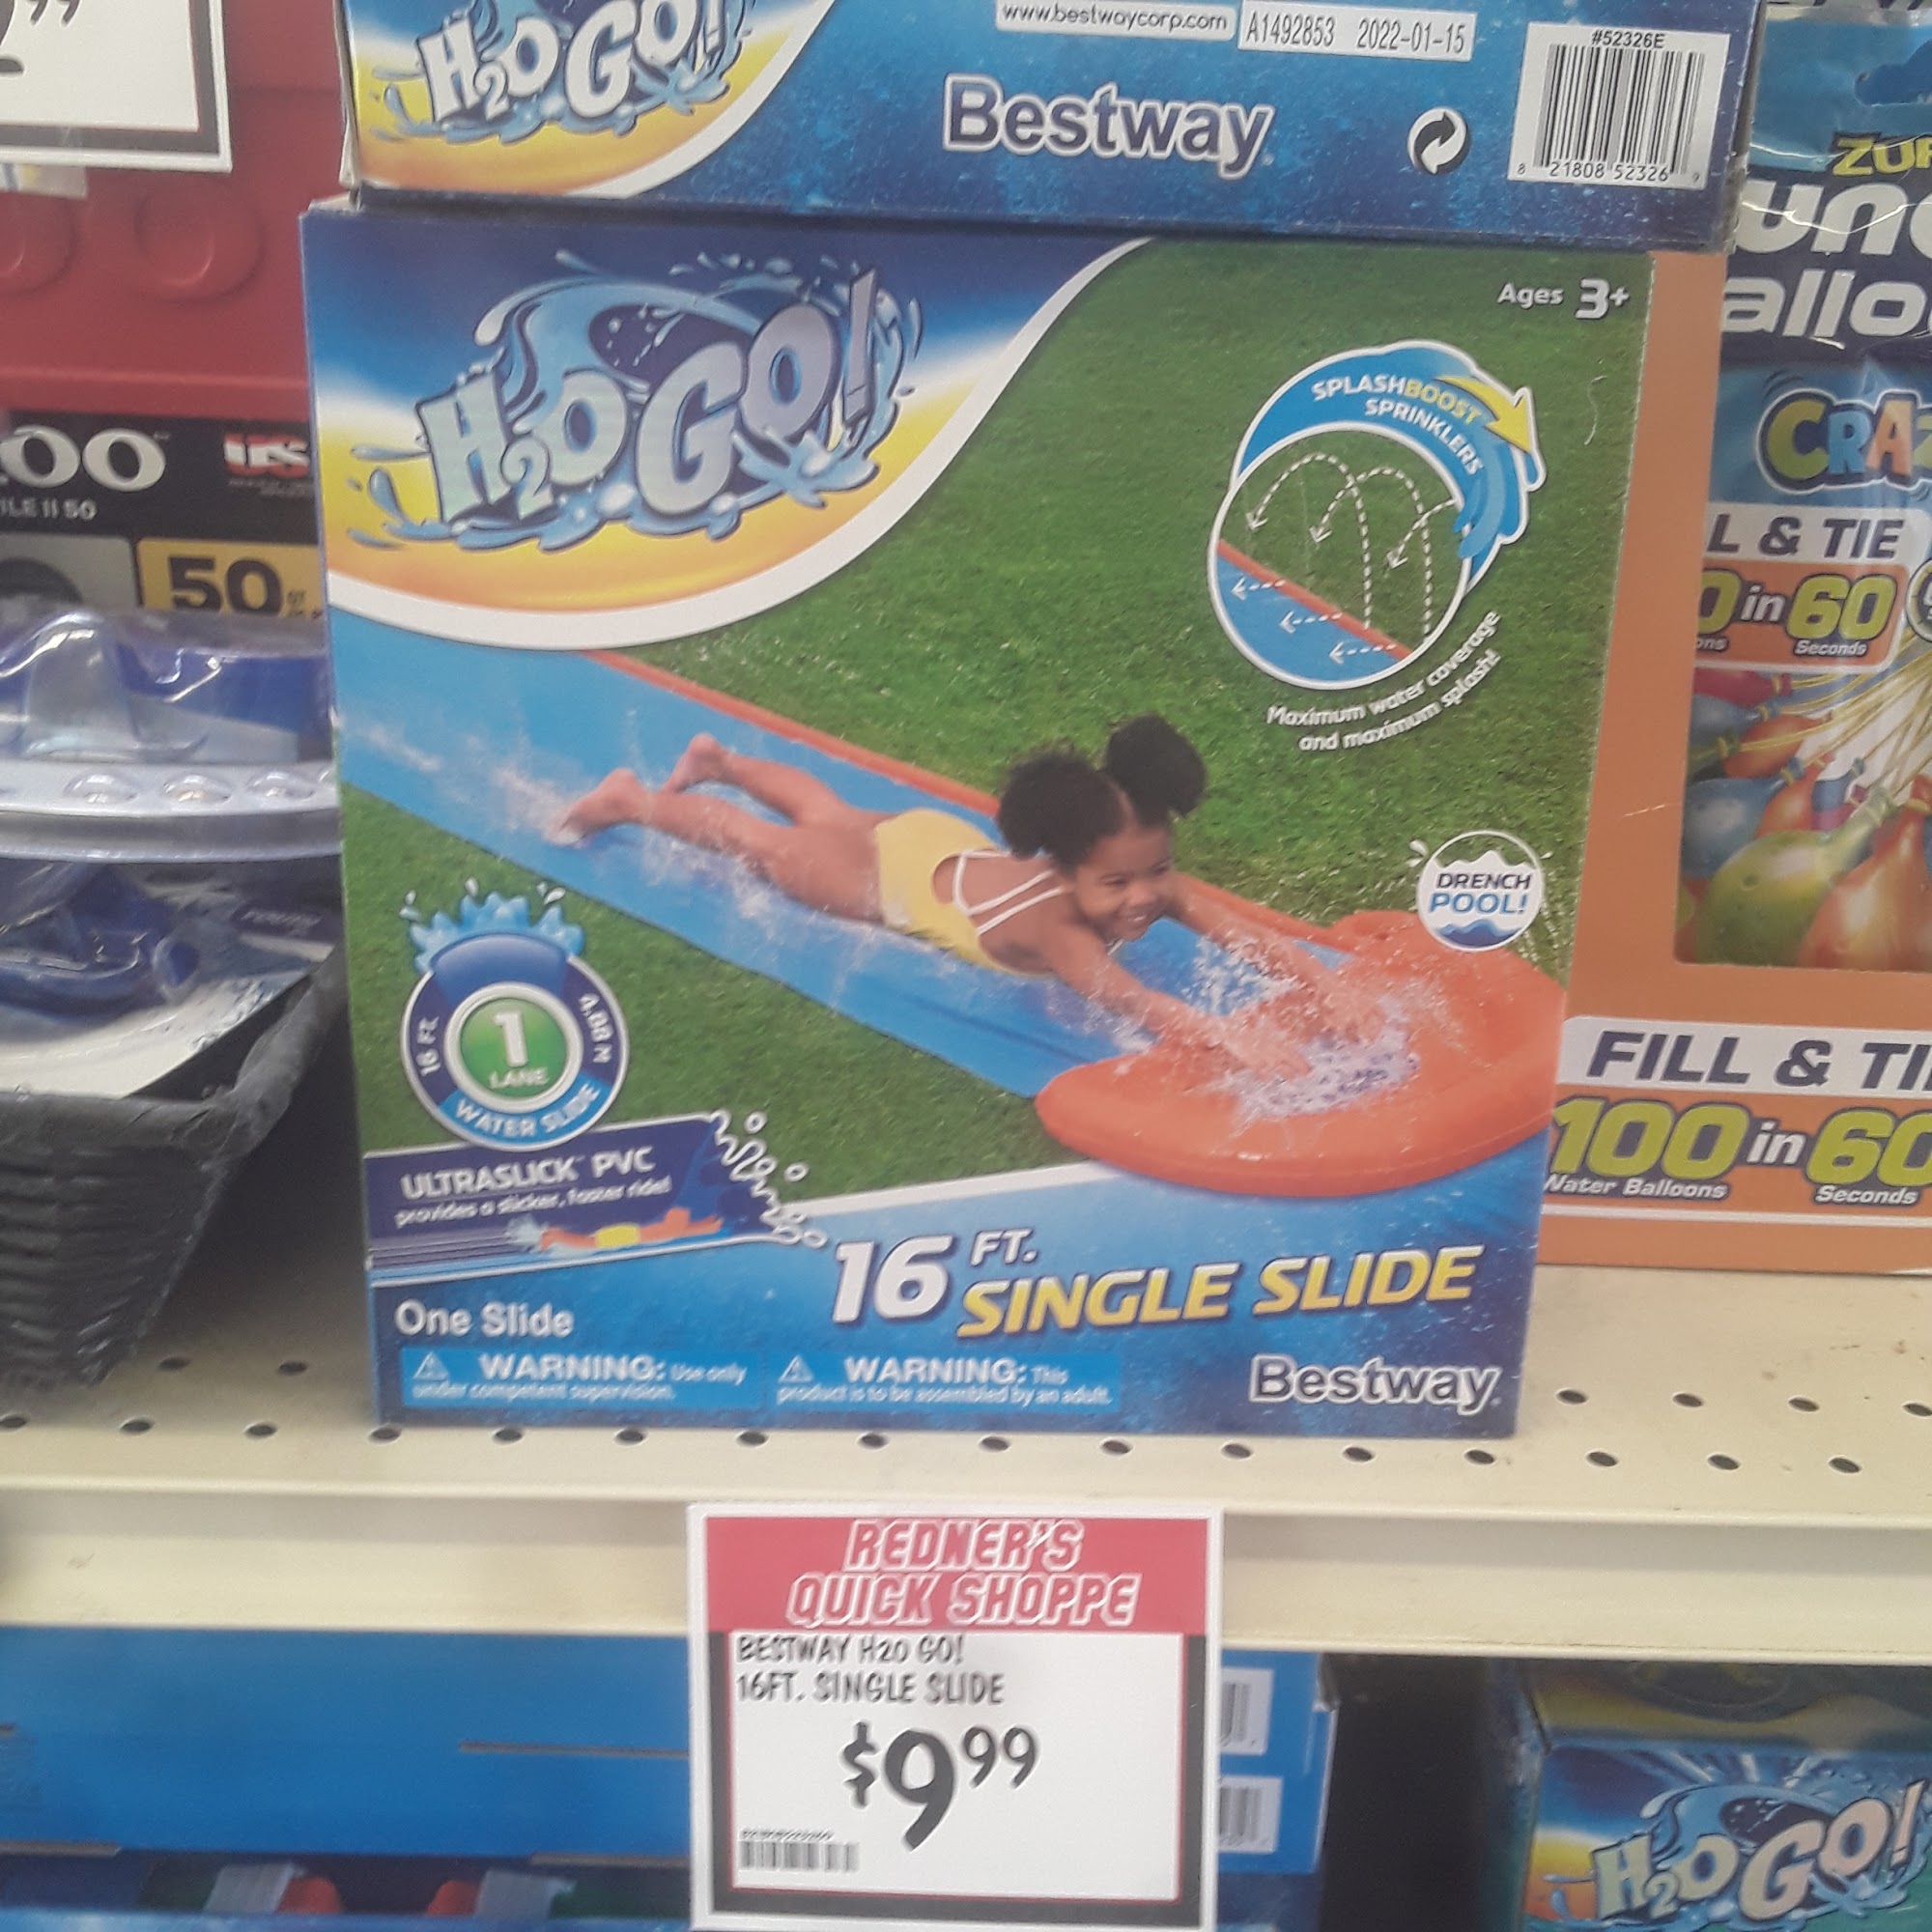 H2O GO!
www.bestwaycorp.com
A1492853 2022-01-15
#52326E
Bestway
8 21808 52326 9
H2O GO!
Ages 3+
SPLASHBOOST
SPRINKLERS
Maximum water coverage
and maximum splash!
DRENCH
POOL!
16 FT
4.88 M
1
LANE
WATER SLIDE
ULTRASLICK™ PVC
provides a slicker, faster ride!
16 FT.
SINGLE SLIDE
One Slide
WARNING: Use only
under competent supervision.
WARNING: This
product is to be assembled by an adult.
Bestway
50
L & TIE
in 60
Seconds
FILL & TI
100 in 60
Water Balloons
Seconds
REDNER'S
QUICK SHOPPE
BESTWAY H2O GO!
16FT. SINGLE SLIDE
$9.99
H2O GO!